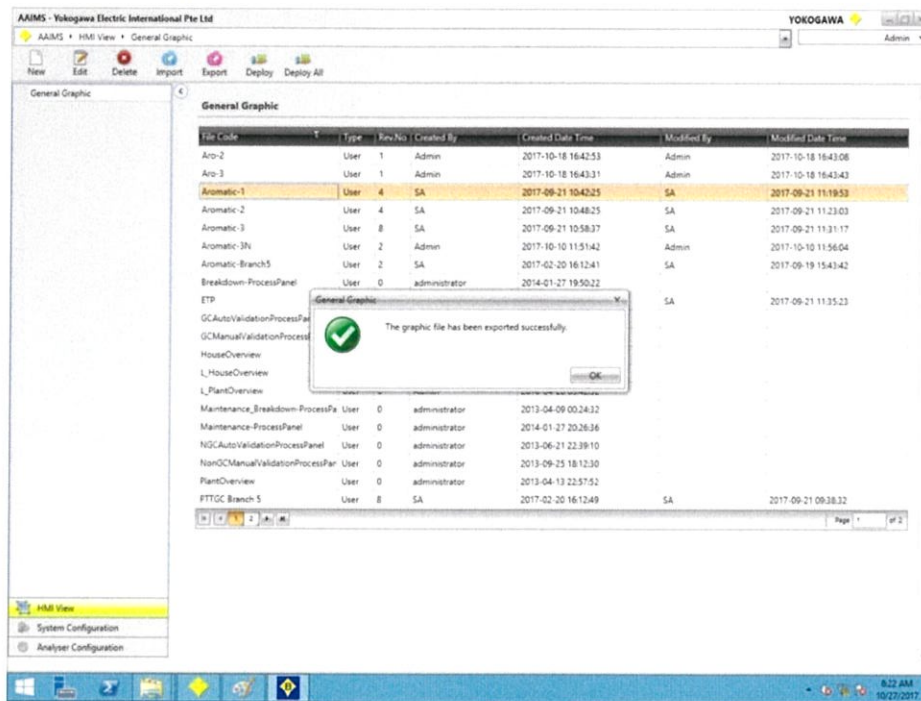 AAIMS - Yokogawa Electric International Pte Ltd
YOKOGAWA
AAIMS HMI View General Graphic
Admin
New Edit Delete Import Export Deploy Deploy All
General Graphic
General Graphic
File Code Type Rev.No Created By Created Date Time Modified By Modified Date Time
Aro-2 User 1 Admin 2017-10-18 16:42:53 Admin 2017-10-18 16:43:06
Aro-3 User 1 Admin 2017-10-18 16:43:31 Admin 2017-10-18 16:43:43
Aromatic-1 User 4 SA 2017-09-21 10:42:25 SA 2017-09-21 11:19:53
Aromatic-2 User 4 SA 2017-09-21 10:48:25 SA 2017-09-21 11:23:03
Aromatic-3 User 8 SA 2017-09-21 10:58:37 SA 2017-09-21 11:31:17
Aromatic-3N User 2 Admin 2017-10-10 11:51:42 Admin 2017-10-10 11:56:04
Aromatic-Branch5 User 2 SA 2017-02-20 16:12:41 SA 2017-09-19 15:43:42
Breakdown-ProcessPanel User 0 administrator 2014-01-27 19:50:22
ETP SA 2017-09-21 11:35:23
General Graphic
GCAutoValidationProcessPa
The graphic file has been exported successfully.
GCManualValidationProcess
HouseOverview
L_HouseOverview
OK
L_PlantOverview
Maintenance_Breakdown-ProcessPa User 0 administrator 2013-04-09 00:24:32
Maintenance-ProcessPanel User 0 administrator 2014-01-27 20:26:36
NGCAutoValidationProcessPanel User 0 administrator 2013-06-21 22:39:10
NonGCManualValidationProcessPar User 0 administrator 2013-09-25 18:12:30
PlantOverview User 0 administrator 2013-04-13 22:57:52
PTTGC Branch 5 User 8 SA 2017-02-20 16:12:49 SA 2017-09-21 09:38:32
1 2 Page 1 of 2
HMI View
System Configuration
Analyser Configuration
8:22 AM
10/27/2017